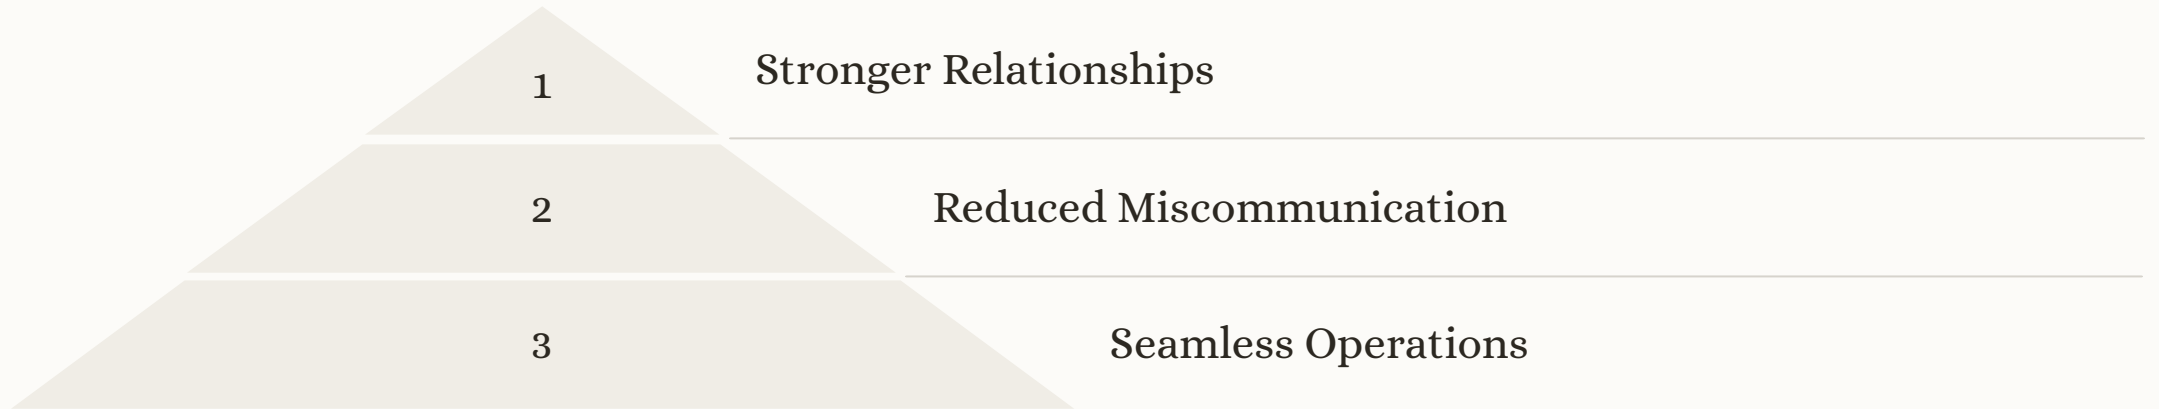 1
Stronger Relationships
2
Reduced Miscommunication
3
Seamless Operations